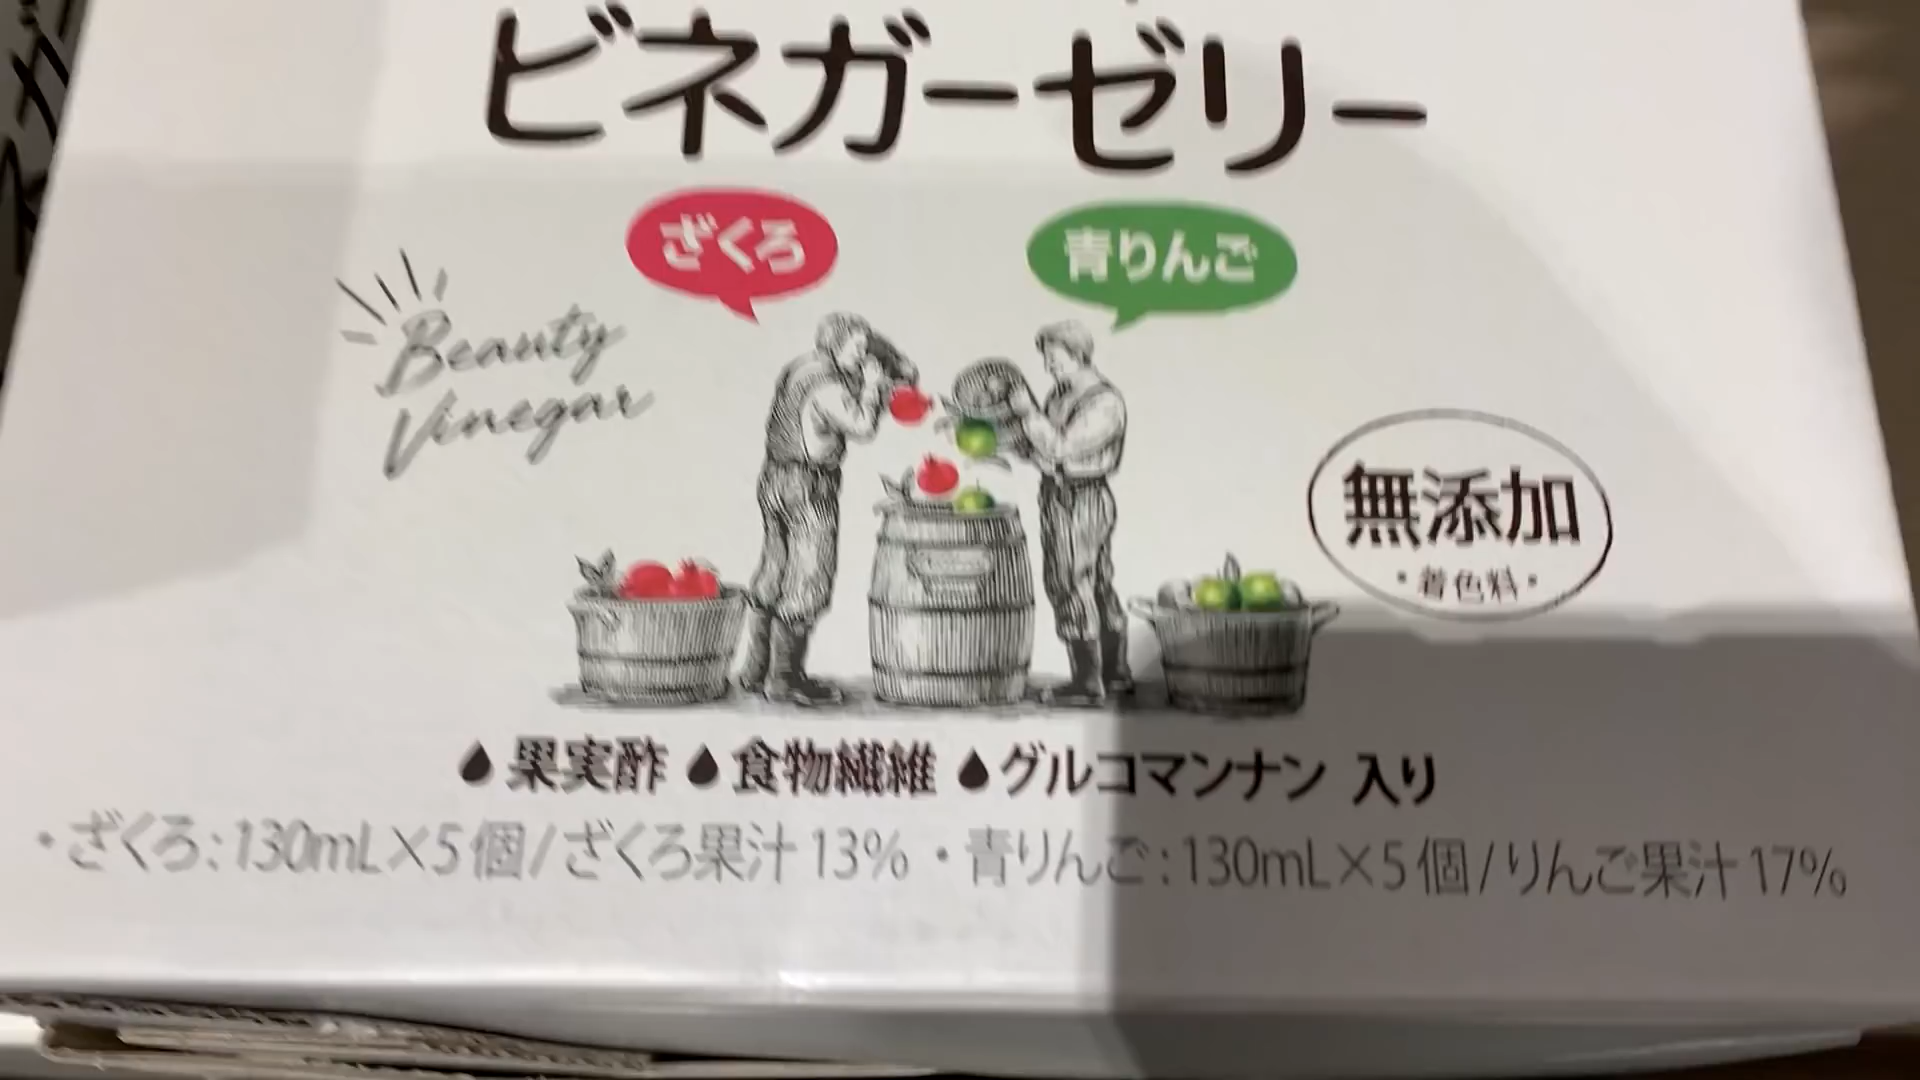 ビネガーゼリー
ざくろ
青りんご
Beauty
Vinegar
無添加
・着色料・
果実酢 食物繊維 グルコマンナン 入り
・ざくろ:130mL×5個/ざくろ果汁13% ・青りんご:130mL×5個/りんご果汁17%